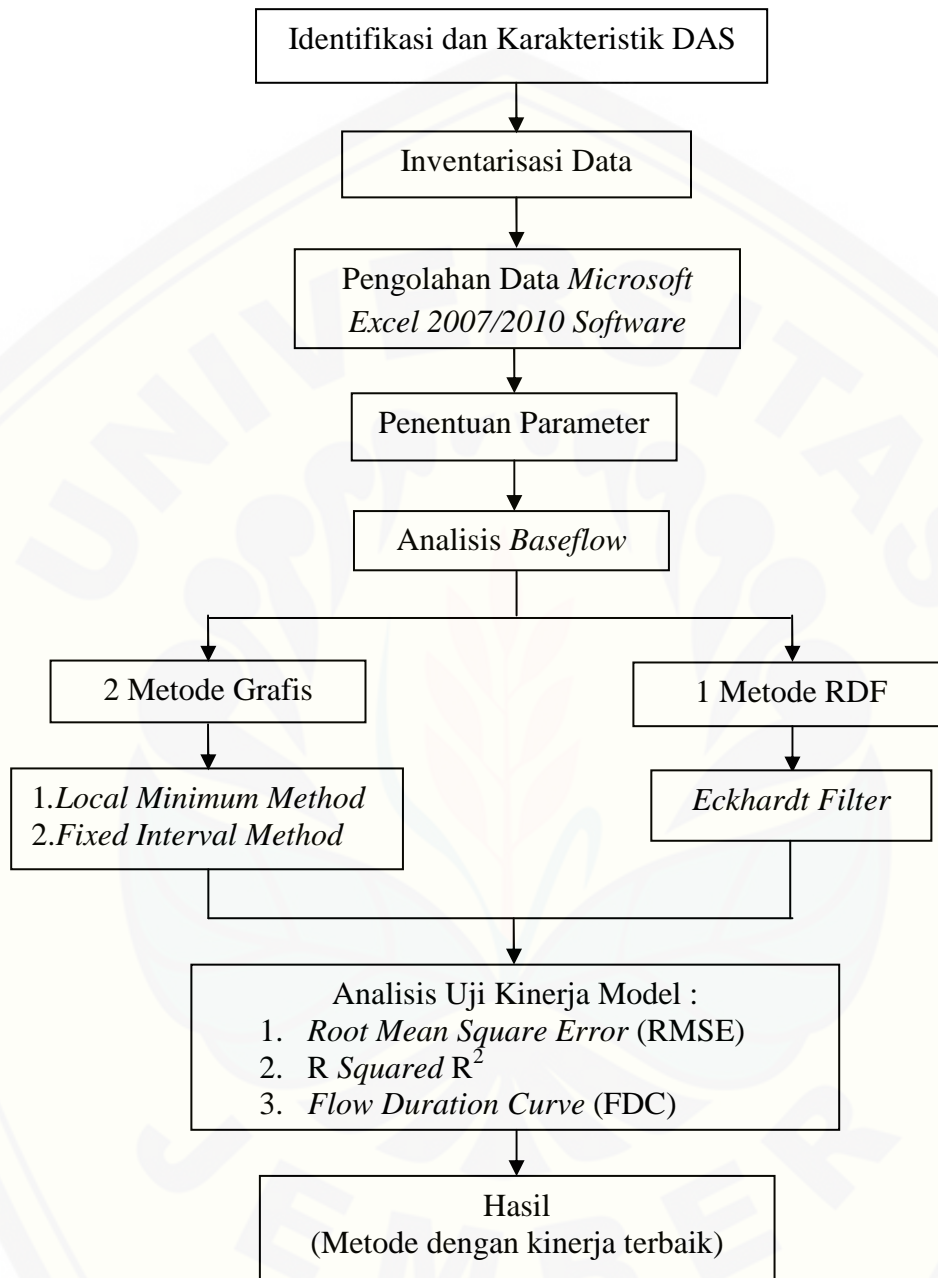 Identifikasi dan Karakteristik DAS
Inventarisasi Data
Pengolahan Data Microsoft
Excel 2007/2010 Software
Penentuan Parameter
Analisis Baseflow
2 Metode Grafis
1 Metode RDF
1.Local Minimum Method
2.Fixed Interval Method
Eckhardt Filter
Analisis Uji Kinerja Model :
1. Root Mean Square Error (RMSE)
2. R Squared R²
3. Flow Duration Curve (FDC)
Hasil
(Metode dengan kinerja terbaik)
UNIVERSITAS
JEMBER